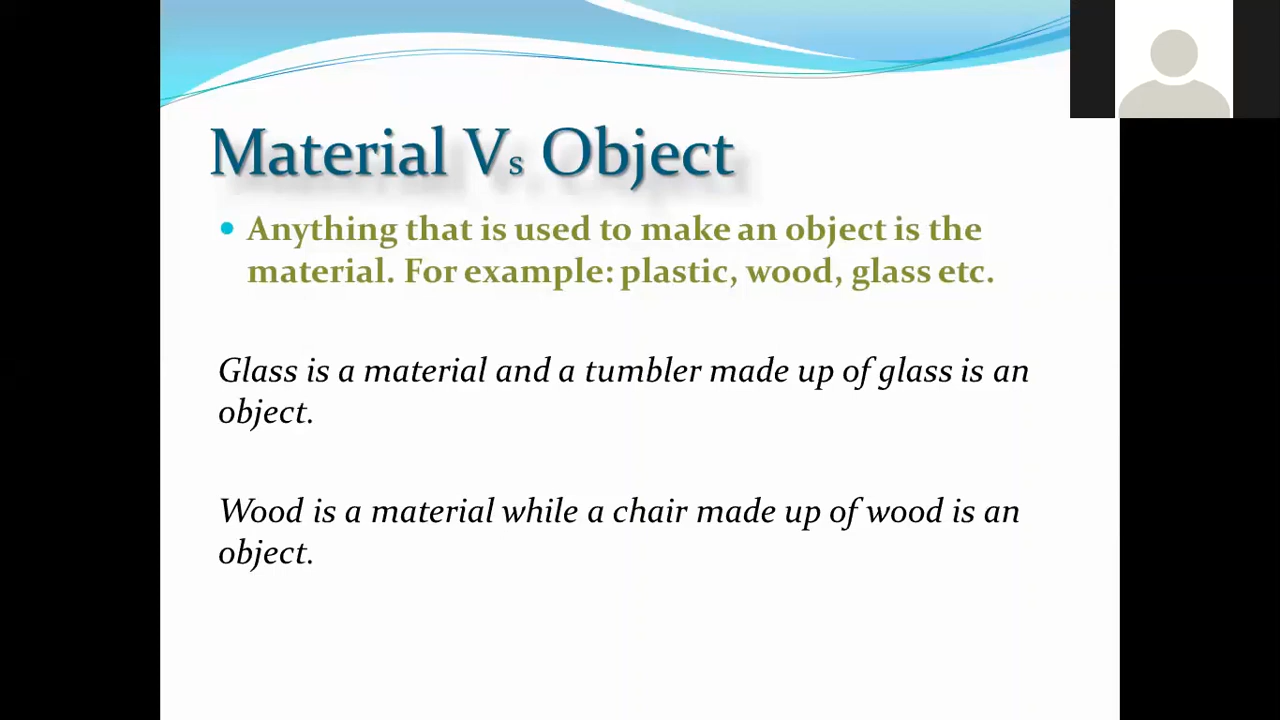 Material Vs Object
• Anything that is used to make an object is the
material. For example: plastic, wood, glass etc.
Glass is a material and a tumbler made up of glass is an
object.
Wood is a material while a chair made up of wood is an
object.